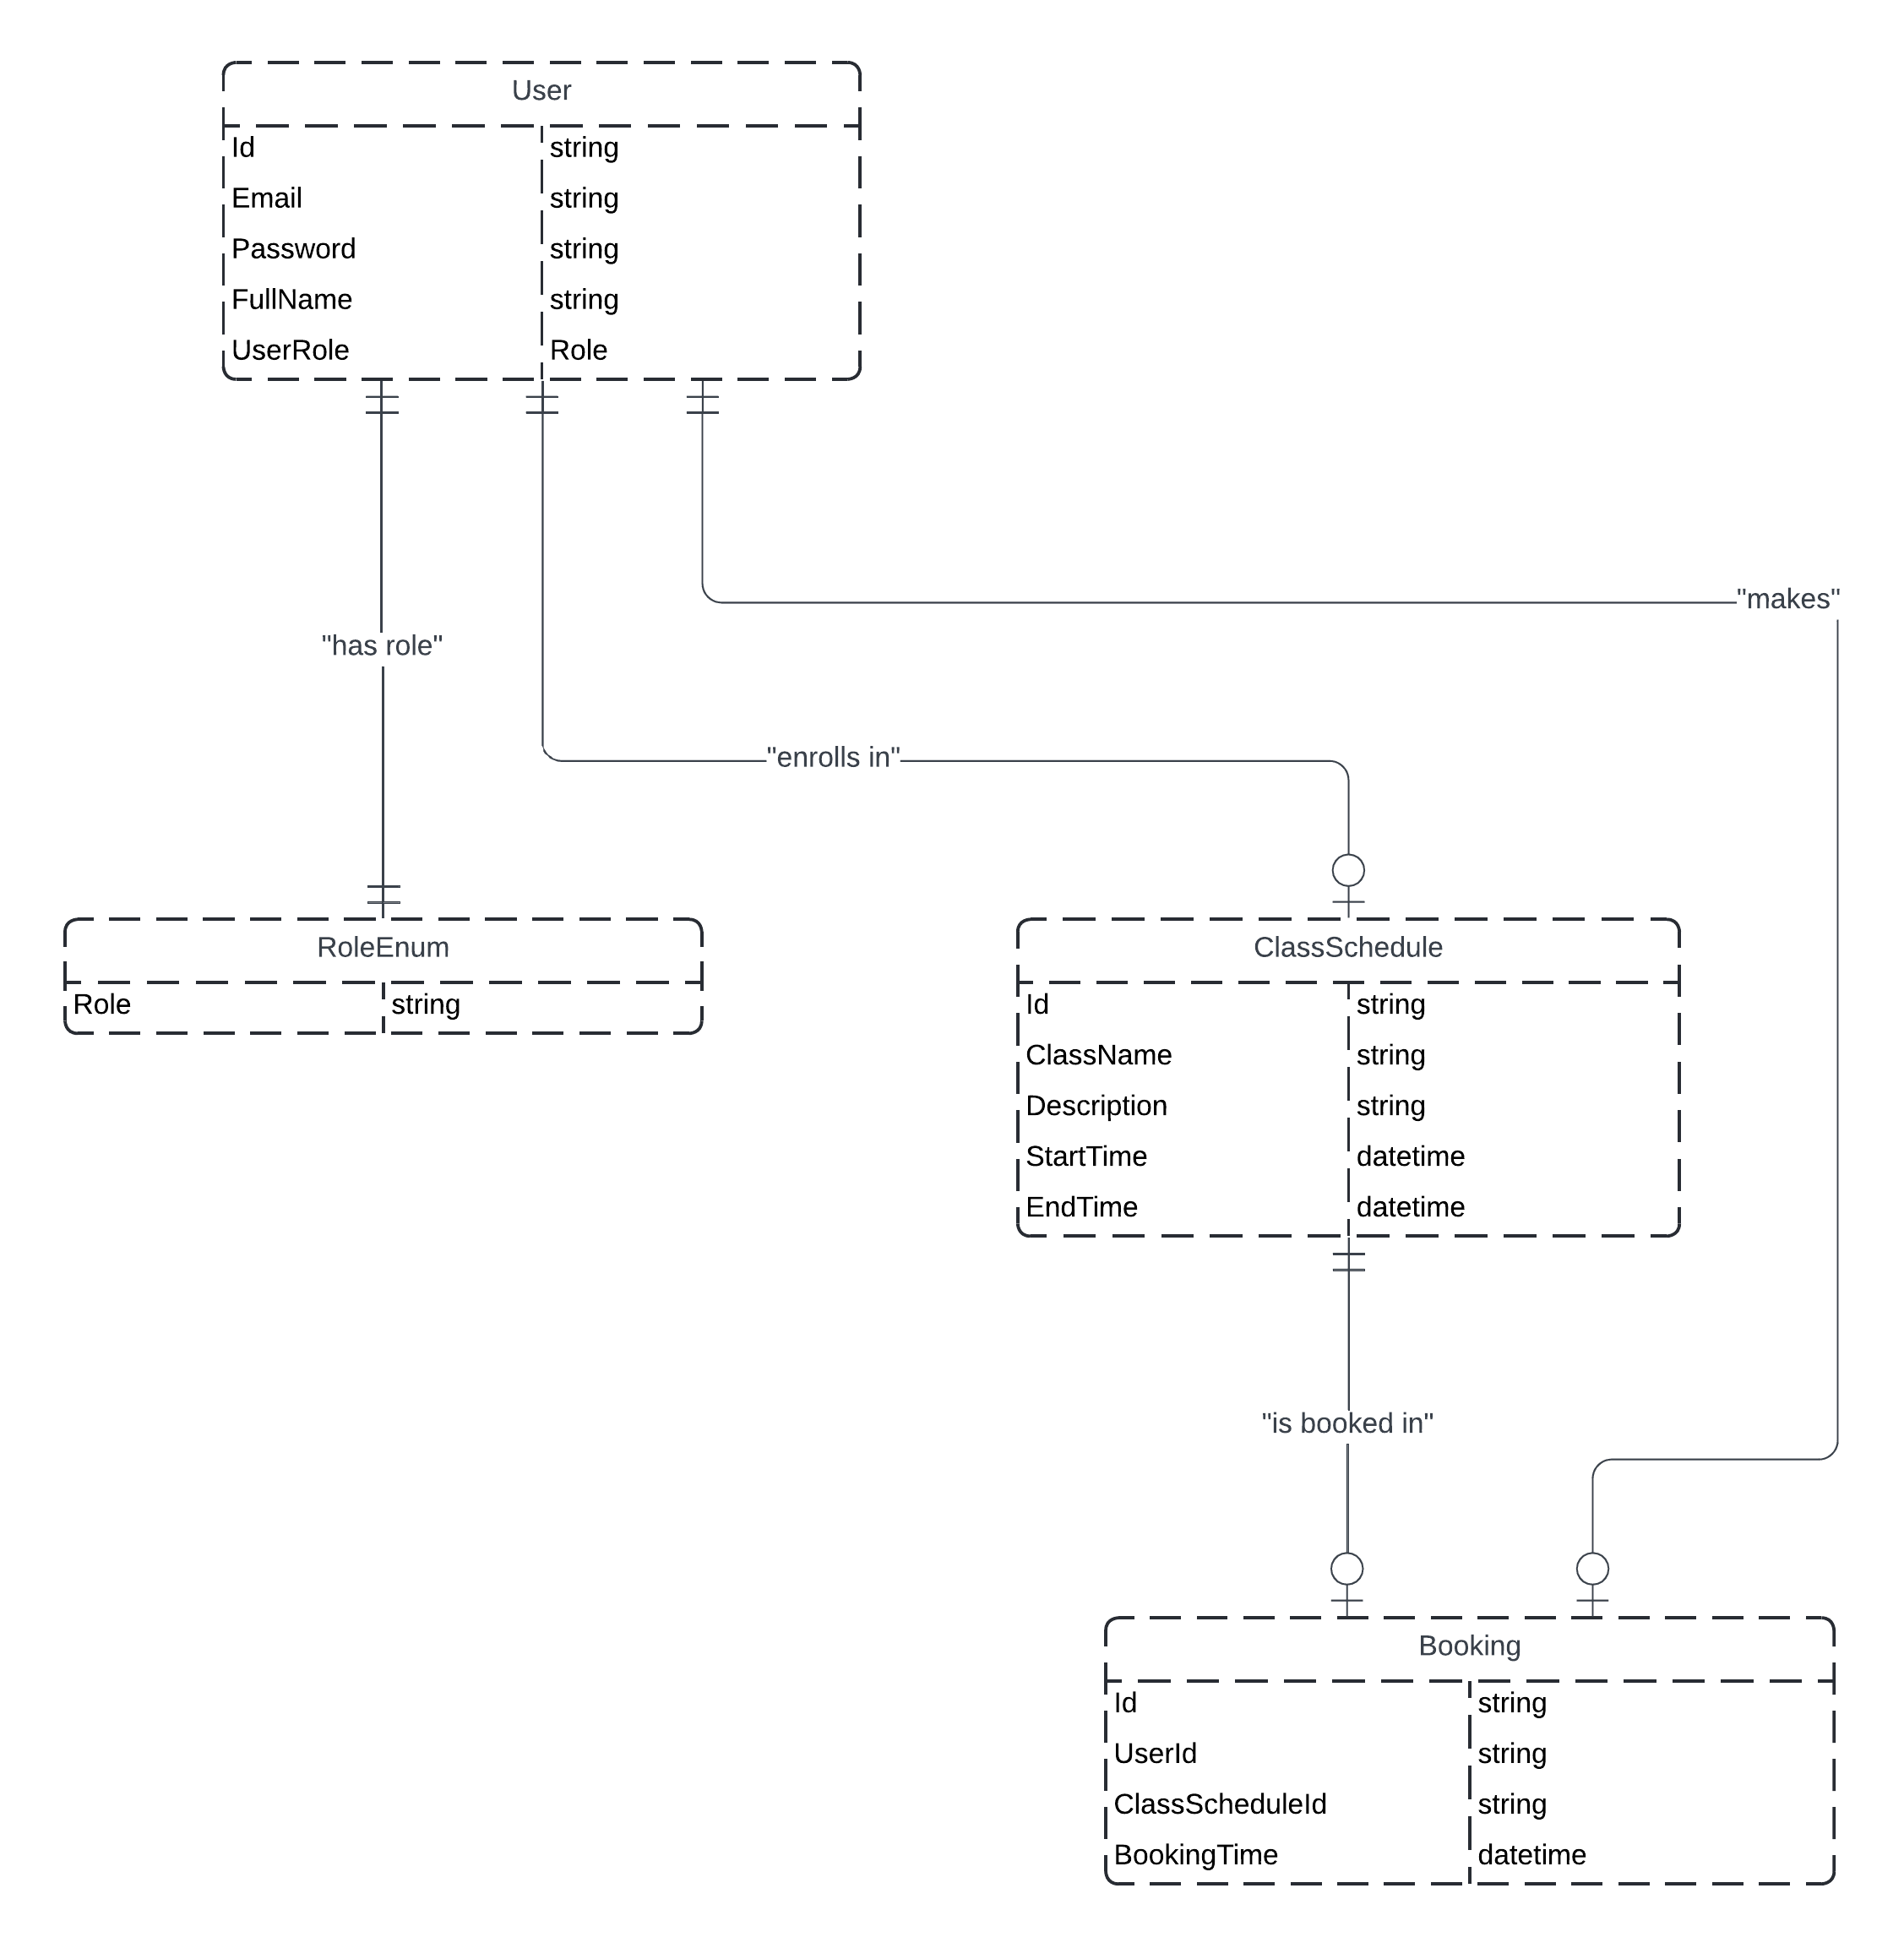 User
Id string
Email string
Password string
FullName string
UserRole Role
"makes"
"has role"
"enrolls in"
RoleEnum
Role string
ClassSchedule
Id string
ClassName string
Description string
StartTime datetime
EndTime datetime
"is booked in"
Booking
Id string
UserId string
ClassScheduleId string
BookingTime datetime